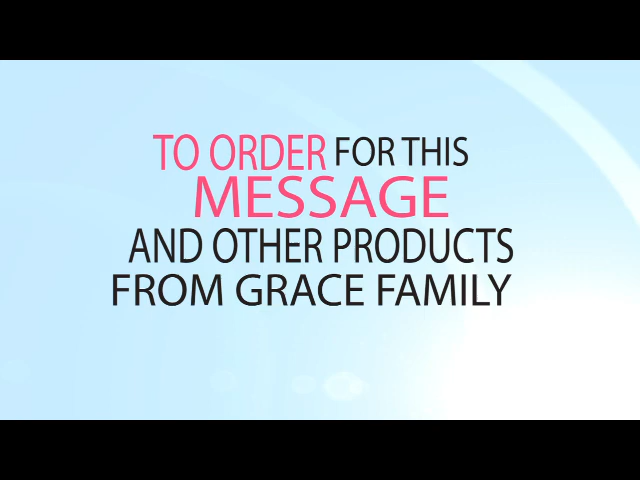 TO ORDER FOR THIS
MESSAGE
AND OTHER PRODUCTS
FROM GRACE FAMILY